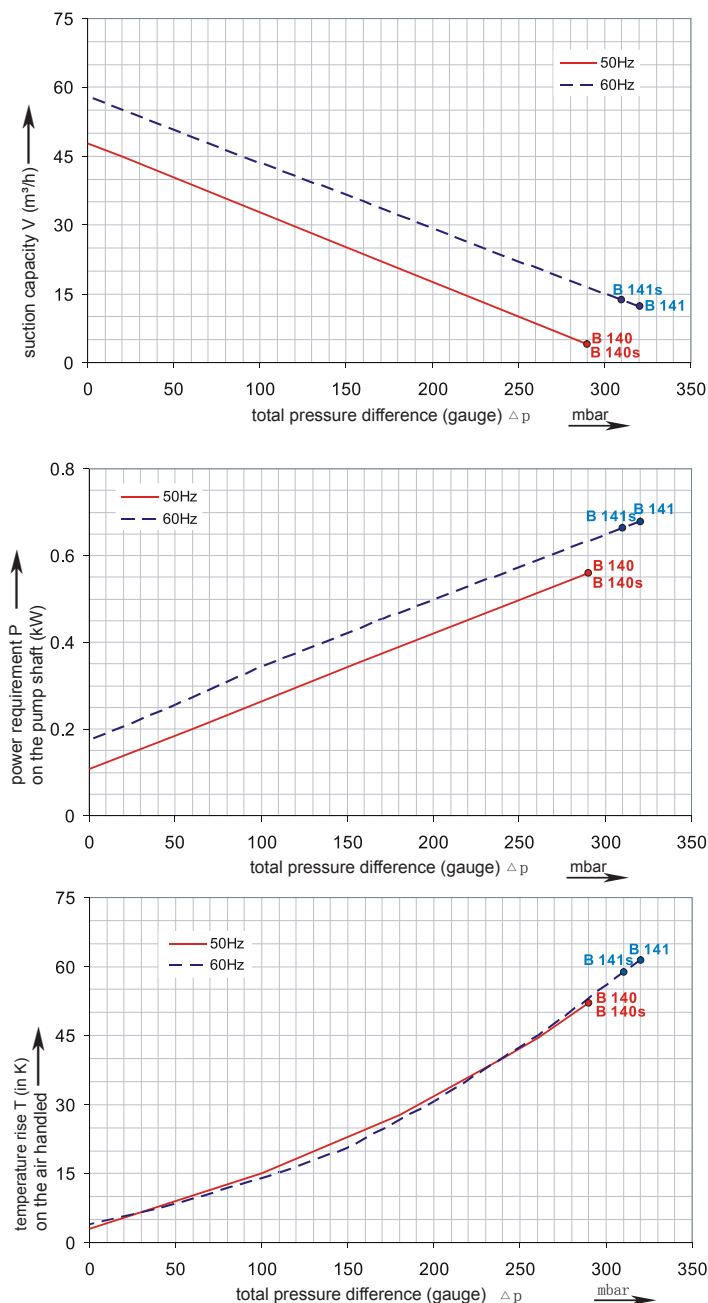 75
60
45
30
15
0
suction capacity V (m³/h)
50Hz
60Hz
B 141s
B 141
B 140
B 140s
0 50 100 150 200 250 300 350
total pressure difference (gauge) △p mbar
0.8
0.6
0.4
0.2
0
power requirement P
on the pump shaft (kW)
50Hz
60Hz
B 141
B 141s
B 140
B 140s
0 50 100 150 200 250 300 350
total pressure difference (gauge) △p mbar
75
60
45
30
15
0
temperature rise T (in K)
on the air handled
50Hz
60Hz
B 141
B 141s
B 140
B 140s
0 50 100 150 200 250 300 350
total pressure difference (gauge) △p mbar